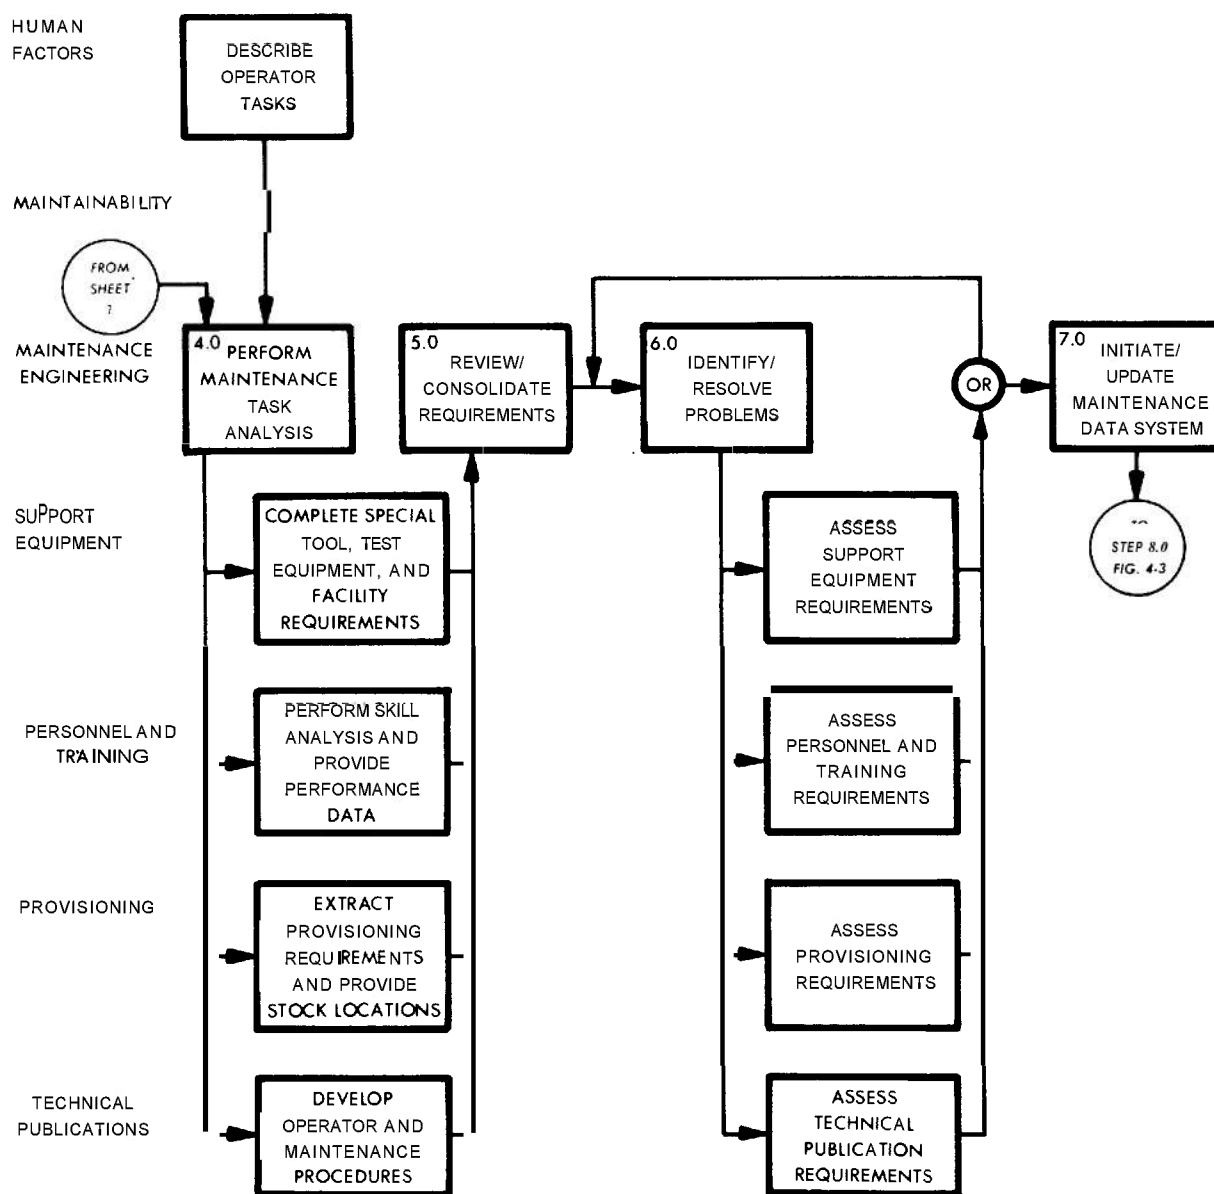 HUMAN
FACTORS
DESCRIBE
OPERATOR
TASKS
MAINTAINABILITY
FROM
SHEET
MAINTENANCE
ENGINEERING
4.0
PERFORM
MAINTENANCE
TASK
ANALYSIS
5.0
REVIEW/
CONSOLIDATE
REQUIREMENTS
6.0
IDENTIFY/
RESOLVE
PROBLEMS
OR
7.0
INITIATE/
UPDATE
MAINTENANCE
DATA SYSTEM
STEP 8.0
FIG. 4-3
SUPPORT
EQUIPMENT
COMPLETE SPECIAL
TOOL, TEST
EQUIPMENT, AND
FACILITY
REQUIREMENTS
ASSESS
SUPPORT
EQUIPMENT
REQUIREMENTS
PERSONNEL AND
TRAINING
PERFORM SKILL
ANALYSIS AND
PROVIDE
PERFORMANCE
DATA
ASSESS
PERSONNEL AND
TRAINING
REQUIREMENTS
PROVISIONING
EXTRACT
PROVISIONING
REQUIREMENTS
AND PROVIDE
STOCK LOCATIONS
ASSESS
PROVISIONING
REQUIREMENTS
TECHNICAL
PUBLICATIONS
DEVELOP
OPERATOR AND
MAINTENANCE
PROCEDURES
ASSESS
TECHNICAL
PUBLICATION
REQUIREMENTS